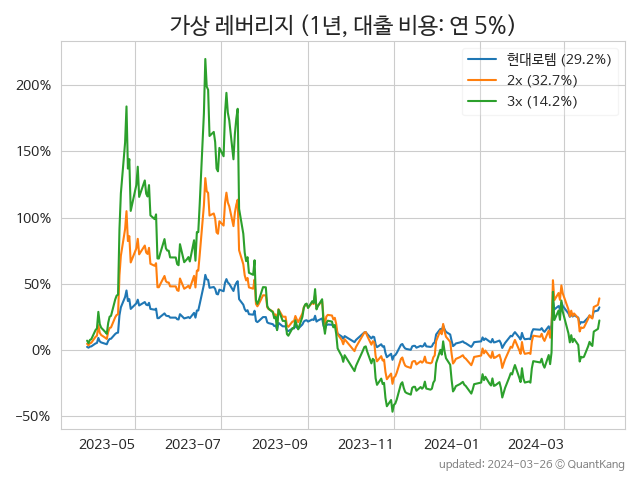 가상 레버리지 (1년, 대출 비용: 연 5%)
현대로템 (29.2%)
2x (32.7%)
3x (14.2%)
200%
150%
100%
50%
0%
−50%
2023-05 2023-07 2023-09 2023-11 2024-01 2024-03
updated: 2024-03-26 © QuantKang